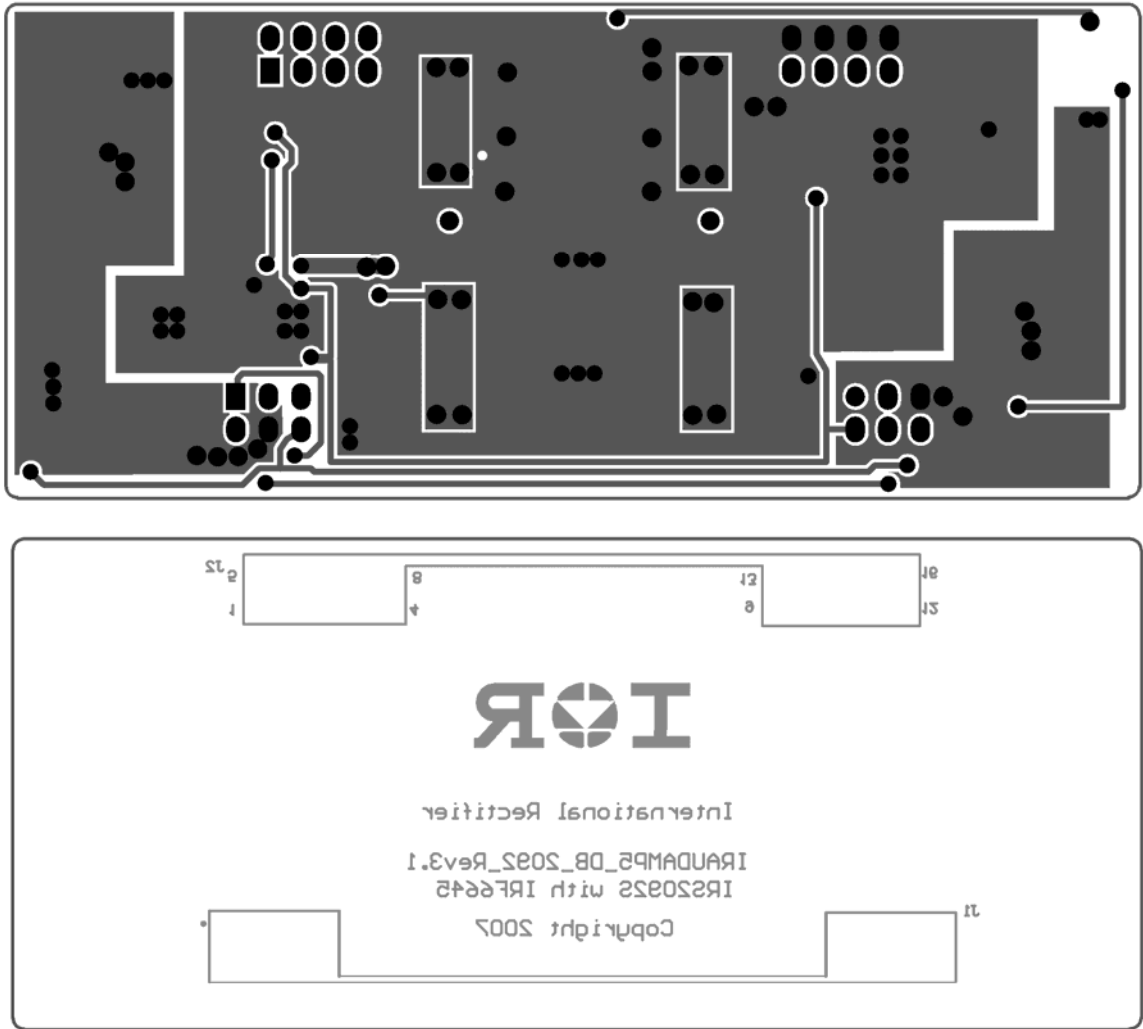 J2
5 8 13 16
1 4 9 12
IOR
International Rectifier
IRAUDAMP5_DB_2092_Rev3.1
IRS2092S with IRF6645
Copyright 2007
J1